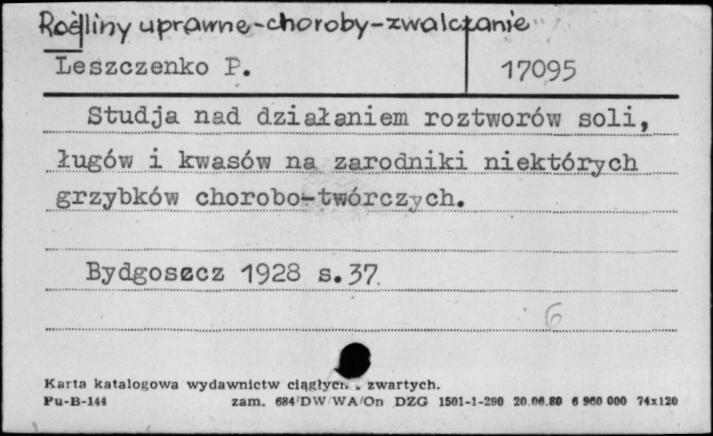 Rośliny uprawne-choroby-zwalczanie
Leszczenko P. 17095
Studja nad działaniem roztworów soli,
ługów i kwasów na zarodniki niektórych
grzybków chorobo-twórczych.
Bydgoszcz 1928 s.37.
6
Karta katalogowa wydawnictw ciągłych . zwartych.
Pu-B-144 zam. 684/DW/WA/On DZG 1501-1-290 20.06.80 6 960 000 74x120